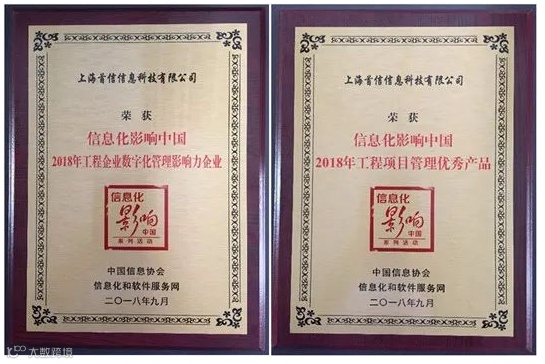 上海首信信息科技有限公司
荣获
信息化影响中国
2018年工程企业数字化管理影响力企业
信息化
影响
中国
系列活动
中国信息协会
信息化和软件服务网
二〇一八年九月
上海首信信息科技有限公司
荣获
信息化影响中国
2018年工程项目管理优秀产品
信息化
影响
中国
系列活动
中国信息协会
信息化和软件服务网
二〇一八年九月
大数跨境